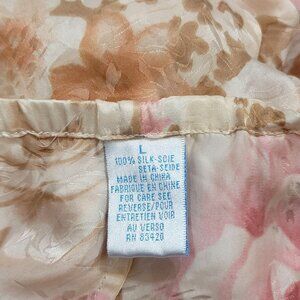 L
100% SILK-SOIE
SETA-SEIDE
MADE IN CHINA
FABRIQUE EN CHINE
FOR CARE SEE
REVERSE/POUR
ENTRETIEN VOIR
AU VERSO
RN 85420